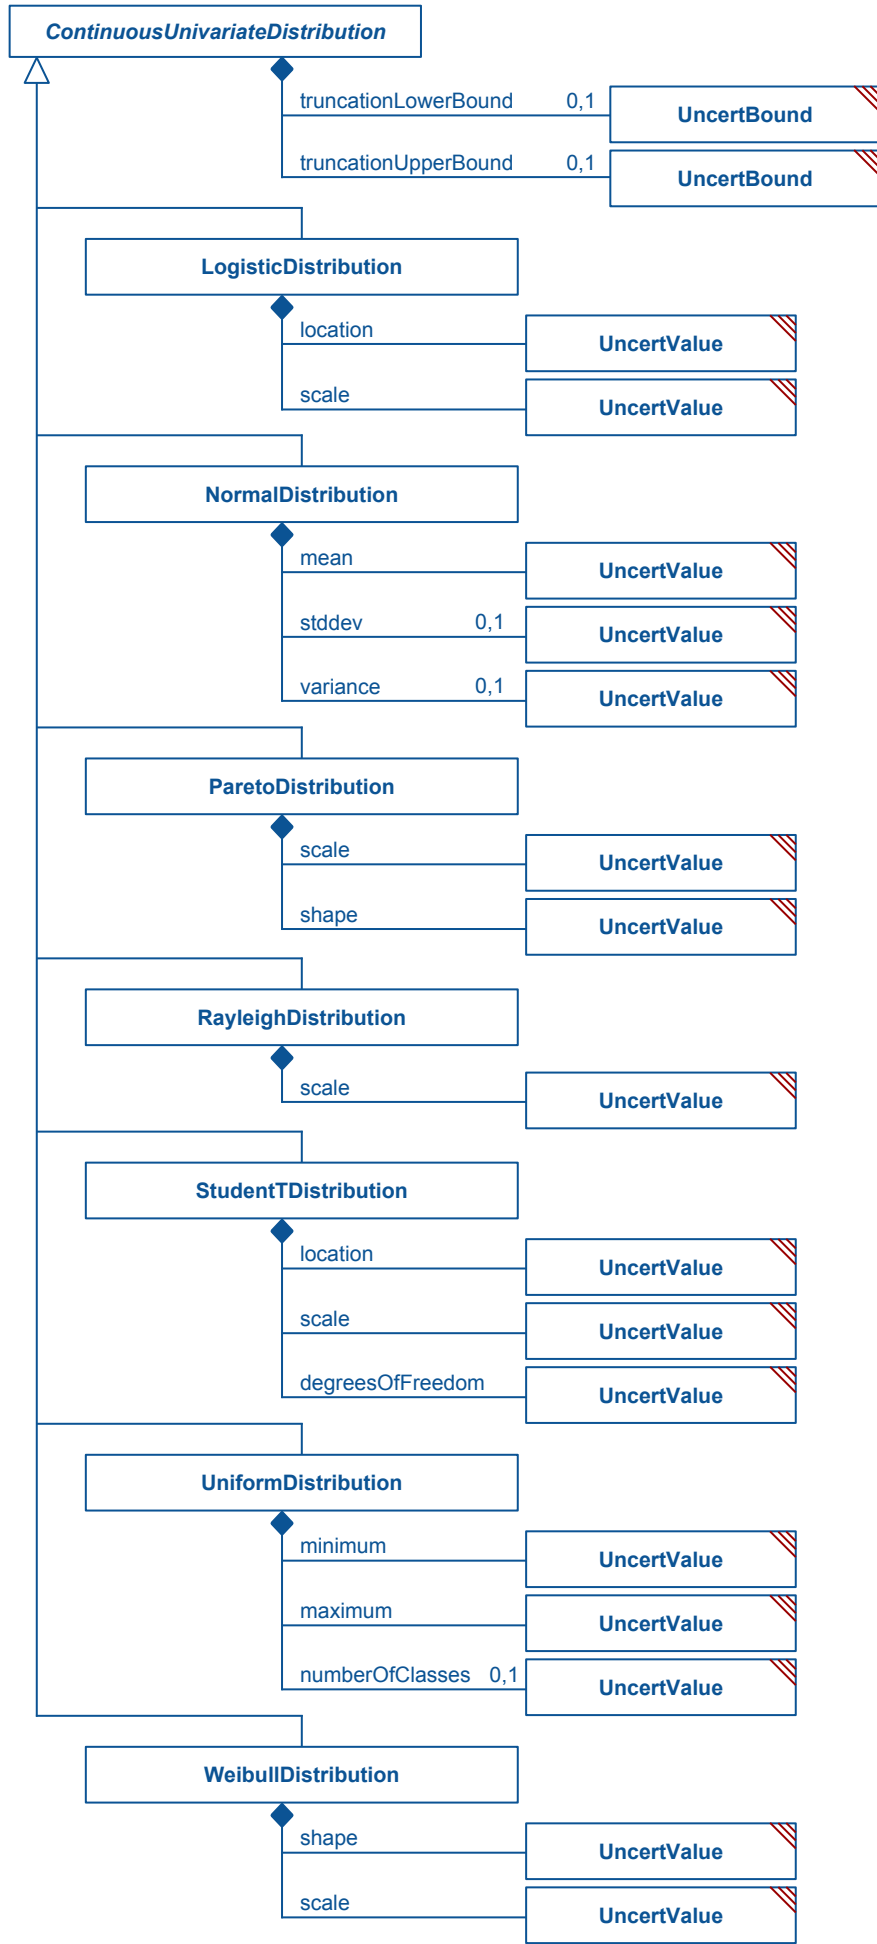 ContinuousUnivariateDistribution
truncationLowerBound 0,1 UncertBound
truncationUpperBound 0,1 UncertBound
LogisticDistribution
location UncertValue
scale UncertValue
NormalDistribution
mean UncertValue
stddev 0,1 UncertValue
variance 0,1 UncertValue
ParetoDistribution
scale UncertValue
shape UncertValue
RayleighDistribution
scale UncertValue
StudentTDistribution
location UncertValue
scale UncertValue
degreesOfFreedom UncertValue
UniformDistribution
minimum UncertValue
maximum UncertValue
numberOfClasses 0,1 UncertValue
WeibullDistribution
shape UncertValue
scale UncertValue